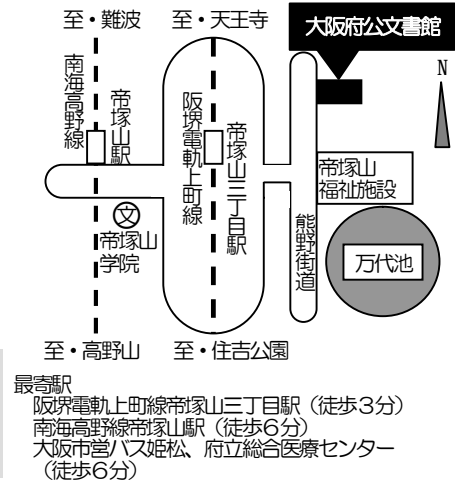 至・難波
至・天王寺
大阪府公文書館
N
南海高野線
帝塚山駅
阪堺電軌上町線
帝塚山三丁目駅
帝塚山
福祉施設
文
帝塚山
学院
熊野街道
万代池
至・高野山
至・住吉公園
最寄駅
阪堺電軌上町線帝塚山三丁目駅（徒歩3分）
南海高野線帝塚山駅（徒歩6分）
大阪市営バス姫松、府立総合医療センター
（徒歩6分）